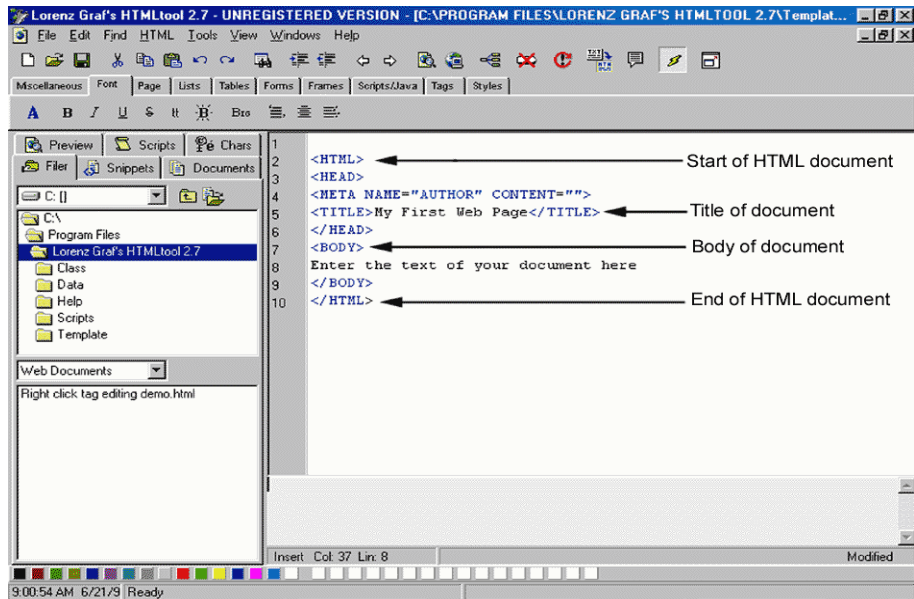 Lorenz Graf's HTMLtool 2.7 - UNREGISTERED VERSION - [C:\PROGRAM FILES\LORENZ GRAF'S HTMLTOOL 2.7\Templat...
File Edit Find HTML Tools View Windows Help
Miscellaneous Font Page Lists Tables Forms Frames Scripts/Java Tags Styles
A B I U S tt B Bas
Preview Scripts Pé Chars
Filer Snippets Documents
C: []
C:\
Program Files
Lorenz Graf's HTMLtool 2.7
Class
Data
Help
Scripts
Template
Web Documents
Right click tag editing demo.html
1
2 <HTML> Start of HTML document
3 <HEAD>
4 <META NAME="AUTHOR" CONTENT="">
5 <TITLE>My First Web Page</TITLE> Title of document
6 </HEAD>
7 <BODY> Body of document
8 Enter the text of your document here
9 </BODY>
10 </HTML> End of HTML document
Insert Col: 37 Lin: 8 Modified
9:00:54 AM 6/21/9 Ready